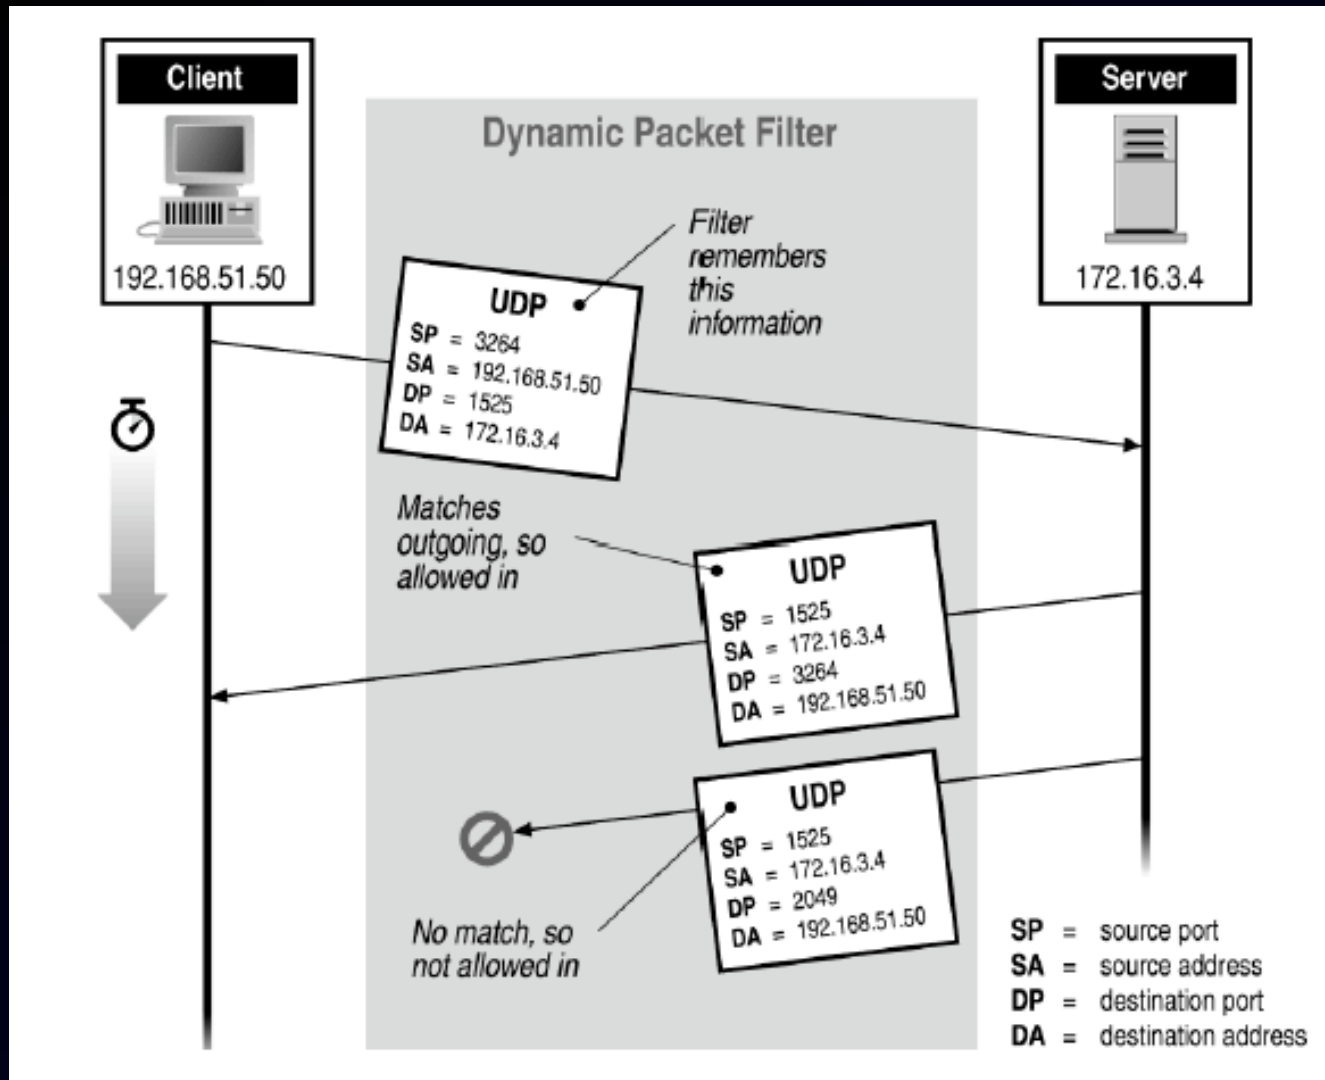 Client
192.168.51.50
Server
172.16.3.4
Dynamic Packet Filter
Filter
remembers
this
information
UDP
SP = 3264
SA = 192.168.51.50
DP = 1525
DA = 172.16.3.4
Matches
outgoing, so
allowed in
UDP
SP = 1525
SA = 172.16.3.4
DP = 3264
DA = 192.168.51.50
UDP
SP = 1525
SA = 172.16.3.4
DP = 2049
DA = 192.168.51.50
No match, so
not allowed in
SP = source port
SA = source address
DP = destination port
DA = destination address